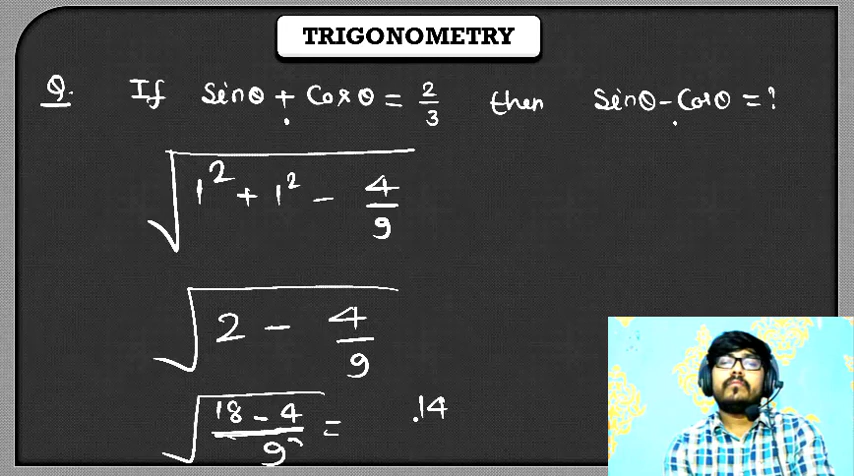 TRIGONOMETRY
Q. If Sinθ + Cosθ = 2/3 then Sinθ - Cosθ = ?
√(1² + 1² - 4/9)
√(2 - 4/9)
√((18 - 4)/9) = .14